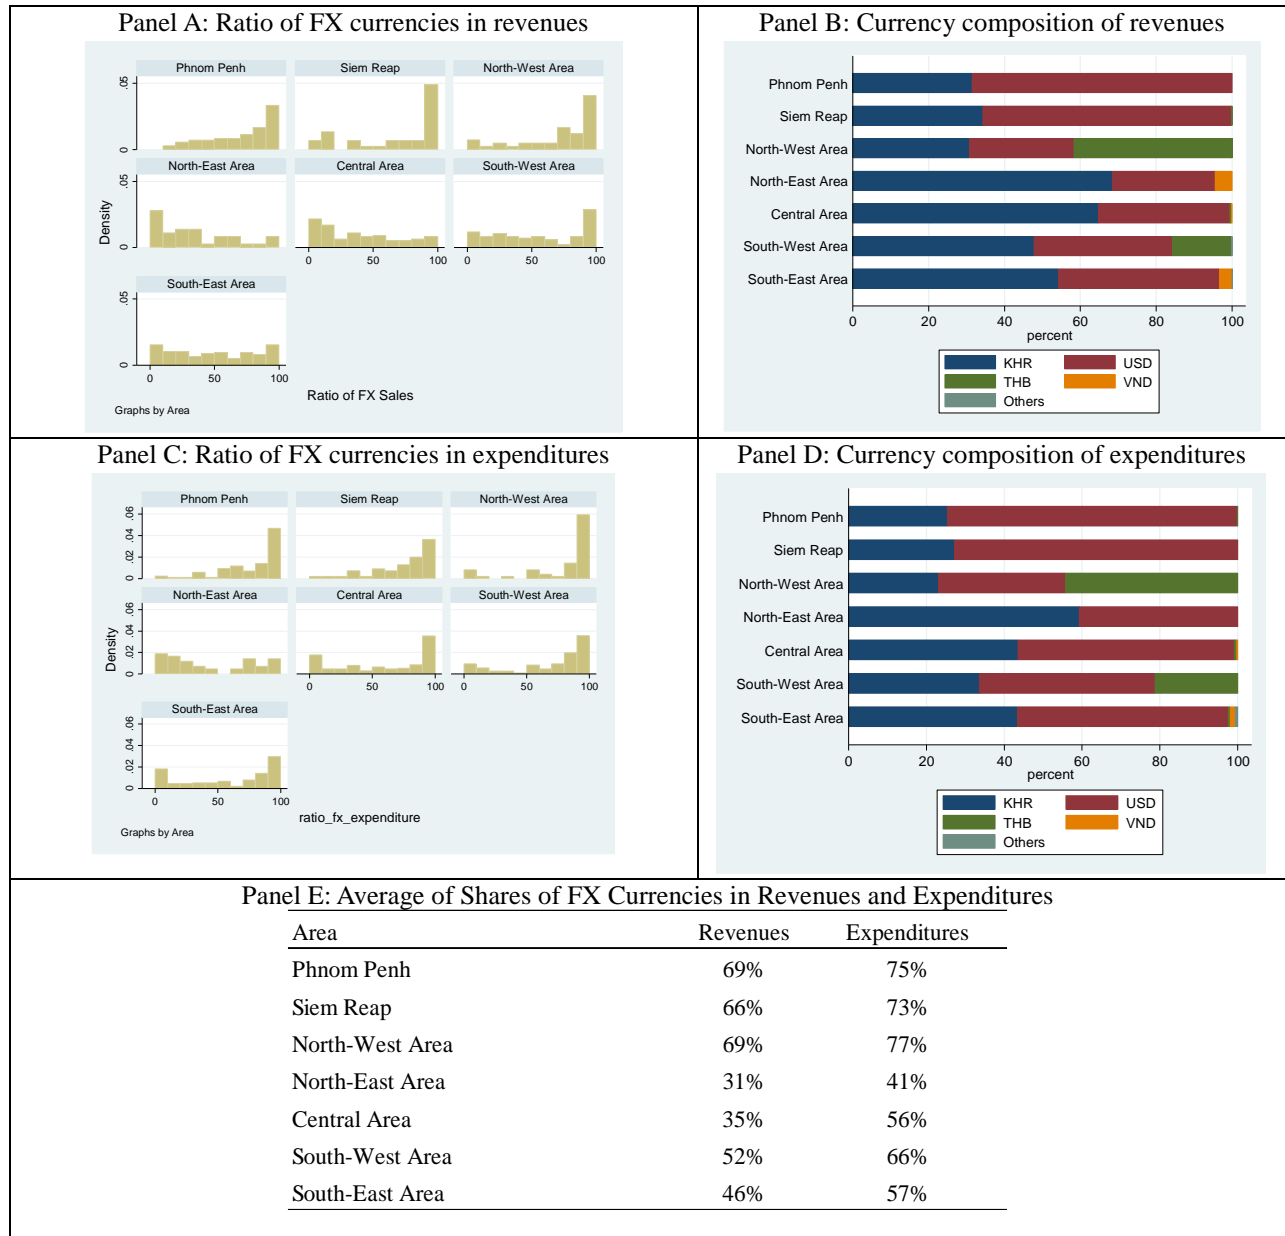 Panel A: Ratio of FX currencies in revenues
Phnom Penh
Siem Reap
North-West Area
North-East Area
Central Area
South-West Area
South-East Area
0 .05
0 .05
0 .05
Density
0 50 100
0 50 100
0 50 100
Ratio of FX Sales
Graphs by Area
Panel B: Currency composition of revenues
Phnom Penh
Siem Reap
North-West Area
North-East Area
Central Area
South-West Area
South-East Area
0 20 40 60 80 100
percent
KHR USD
THB VND
Others
Panel C: Ratio of FX currencies in expenditures
Phnom Penh
Siem Reap
North-West Area
North-East Area
Central Area
South-West Area
South-East Area
0 .02 .04 .06
0 .02 .04 .06
0 .02 .04 .06
Density
0 50 100
0 50 100
0 50 100
ratio_fx_expenditure
Graphs by Area
Panel D: Currency composition of expenditures
Phnom Penh
Siem Reap
North-West Area
North-East Area
Central Area
South-West Area
South-East Area
0 20 40 60 80 100
percent
KHR USD
THB VND
Others
Panel E: Average of Shares of FX Currencies in Revenues and Expenditures
Area Revenues Expenditures
Phnom Penh 69% 75%
Siem Reap 66% 73%
North-West Area 69% 77%
North-East Area 31% 41%
Central Area 35% 56%
South-West Area 52% 66%
South-East Area 46% 57%